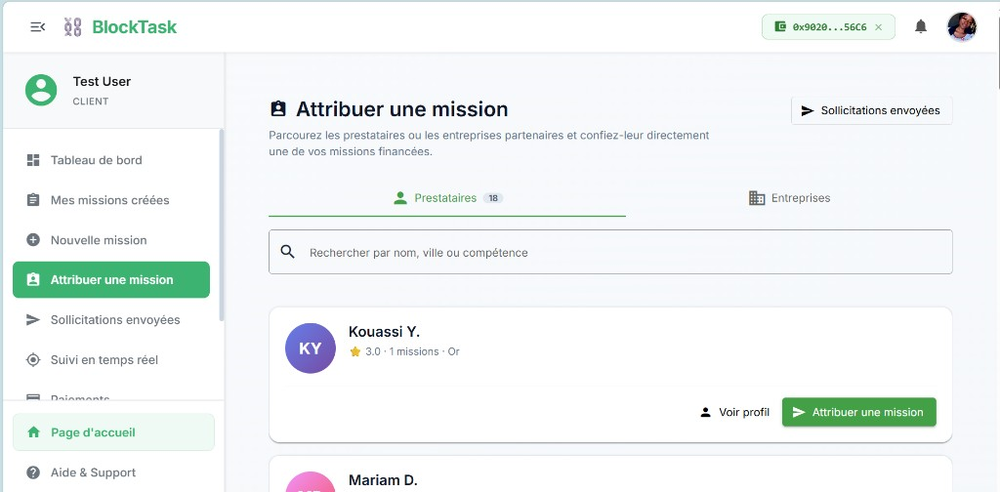 BlockTask
0x9020...56C6 ×
Test User
CLIENT
Tableau de bord
Mes missions créées
Nouvelle mission
Attribuer une mission
Sollicitations envoyées
Suivi en temps réel
Paiements
Page d'accueil
Aide & Support
Attribuer une mission
Sollicitations envoyées
Parcourez les prestataires ou les entreprises partenaires et confiez-leur directement
une de vos missions financées.
Prestataires 18
Entreprises
Rechercher par nom, ville ou compétence
KY
Kouassi Y.
3.0 · 1 missions · Or
Voir profil
Attribuer une mission
Mariam D.